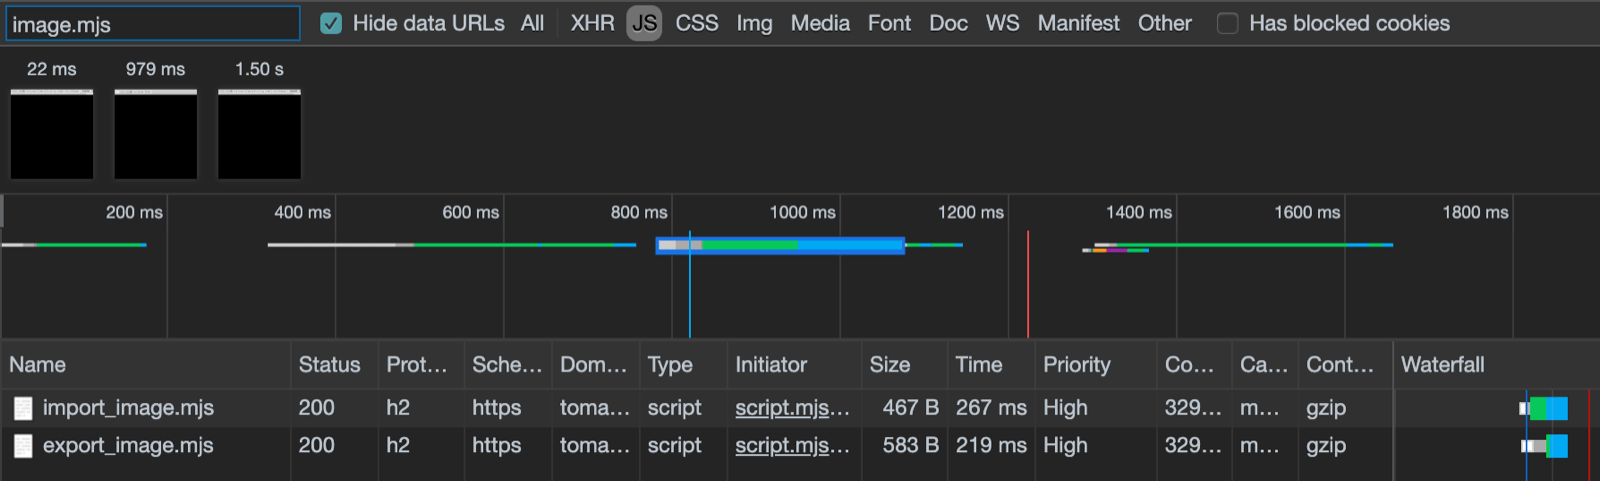 image.mjs Hide data URLs All XHR JS CSS Img Media Font Doc WS Manifest Other Has blocked cookies
22 ms 979 ms 1.50 s
200 ms 400 ms 600 ms 800 ms 1000 ms 1200 ms 1400 ms 1600 ms 1800 ms
Name Status Prot... Sche... Dom... Type Initiator Size Time Priority Co... Ca... Cont... Waterfall
import_image.mjs 200 h2 https toma... script script.mjs... 467 B 267 ms High 329... m... gzip
export_image.mjs 200 h2 https toma... script script.mjs... 583 B 219 ms High 329... m... gzip